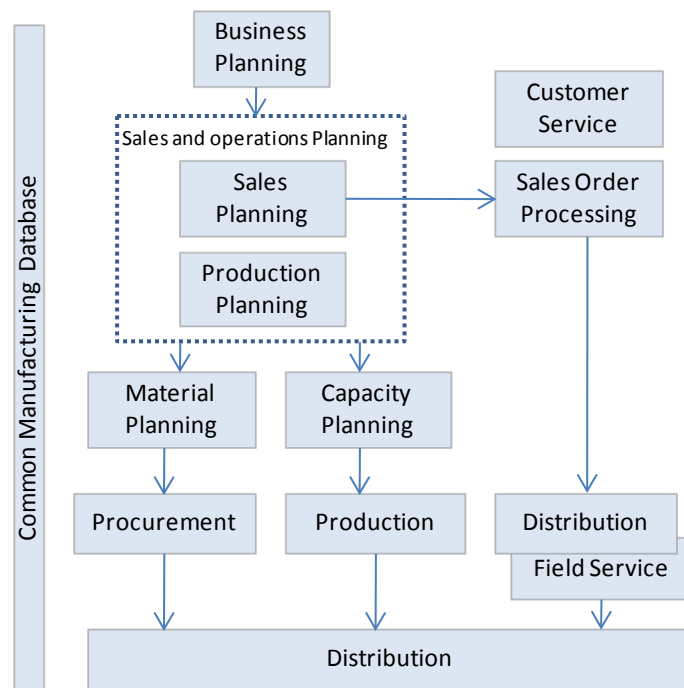 Common Manufacturing Database
Business
Planning
Customer
Service
Sales and operations Planning
Sales
Planning
Sales Order
Processing
Production
Planning
Material
Planning
Capacity
Planning
Procurement
Production
Distribution
Field Service
Distribution